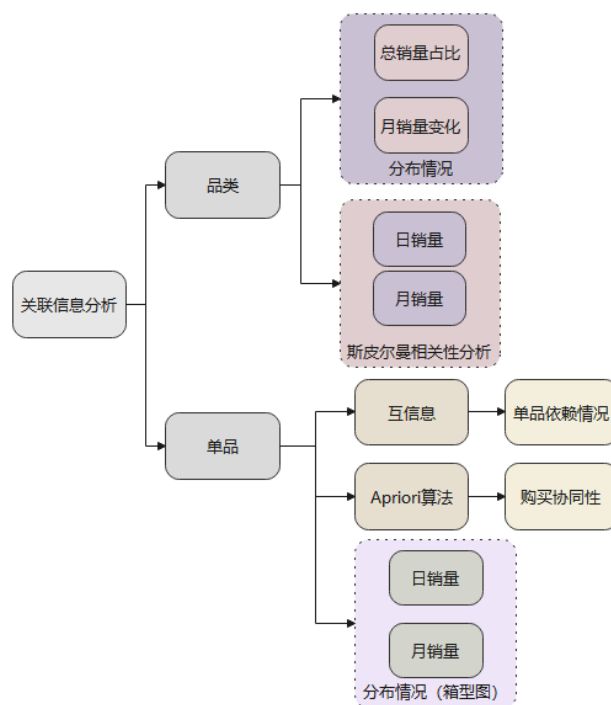 总销量占比
月销量变化
分布情况
品类
日销量
月销量
斯皮尔曼相关性分析
关联信息分析
单品
互信息
单品依赖情况
Apriori算法
购买协同性
日销量
月销量
分布情况（箱型图）